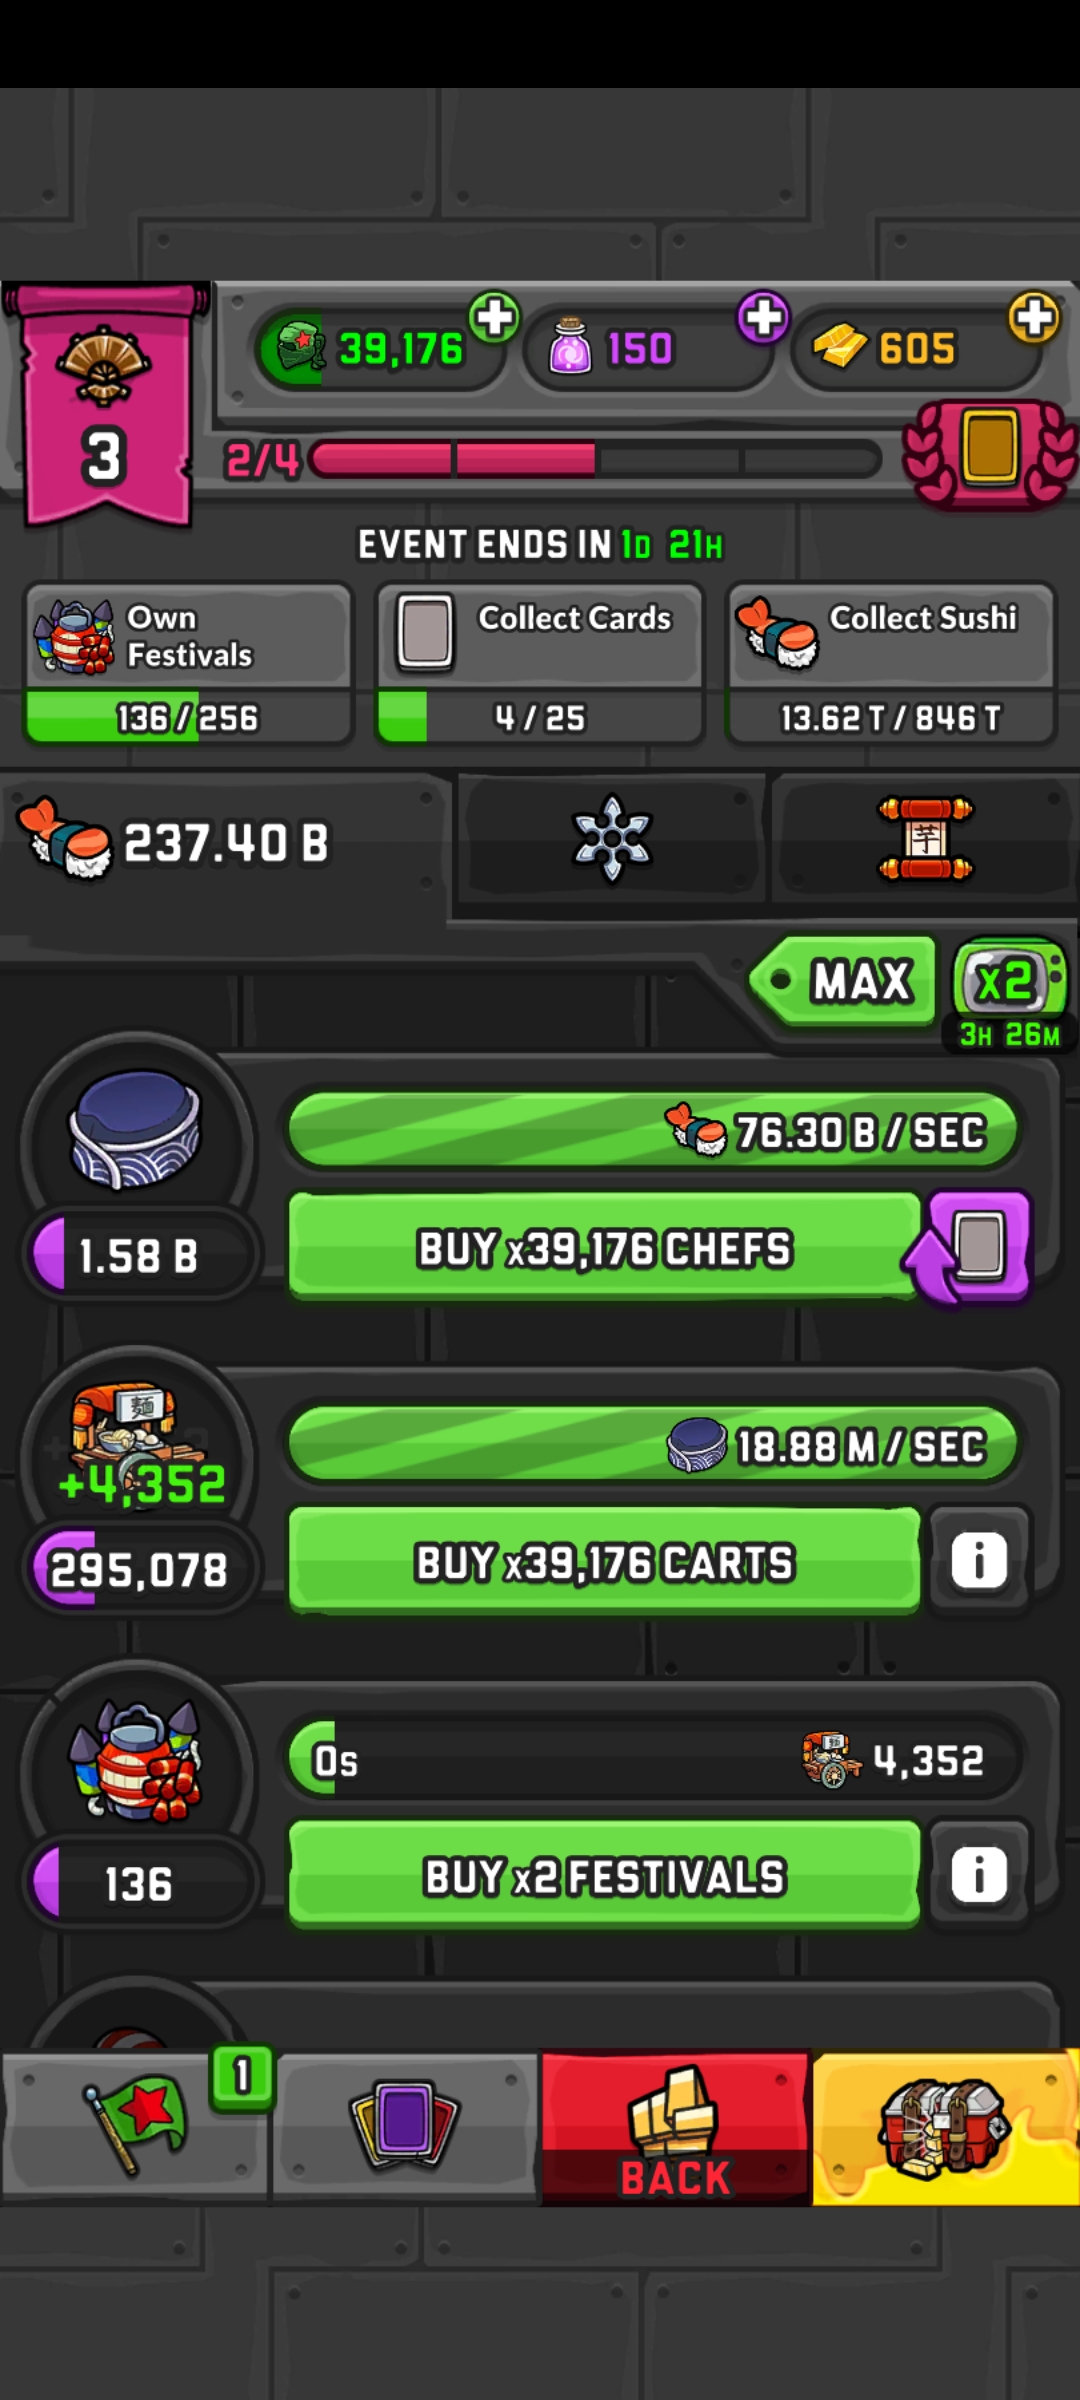 39,176
150
605
3
2/4
EVENT ENDS IN 1D 21H
Own
Festivals
136 / 256
Collect Cards
4 / 25
Collect Sushi
13.62 T / 846 T
237.40 B
芋
MAX
x2
3H 26M
76.30 B / SEC
1.58 B
BUY x39,176 CHEFS
麺
+4,352
18.88 M / SEC
295,078
BUY x39,176 CARTS
i
0s
4,352
136
BUY x2 FESTIVALS
i
1
BACK